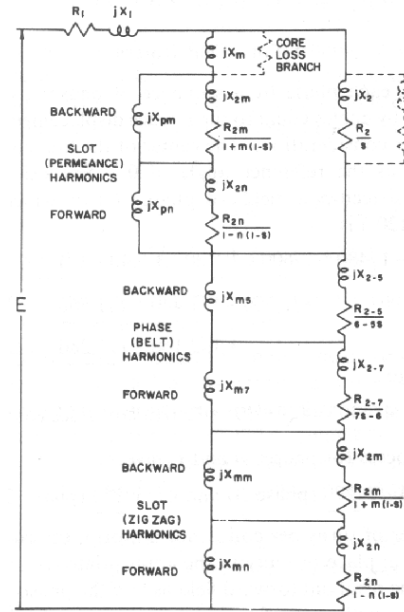 R₁ jX₁
jXm
CORE
LOSS
BRANCH
jX2m
jX2
BACKWARD
jXpm
R2m
1+m(1-s)
R2
s
SLOT
(PERMEANCE)
HARMONICS
jX2n
FORWARD
jXpn
R2n
1-n(1-s)
E
BACKWARD
jXm5
jX2-5
R2-5
6-5s
PHASE
(BELT)
HARMONICS
jX2-7
FORWARD
jXm7
R2-7
7s-6
BACKWARD
jXmm
jX2m
R2m
1+m(1-s)
SLOT
(ZIGZAG)
HARMONICS
jX2n
FORWARD
jXmn
R2n
1-n(1-s)